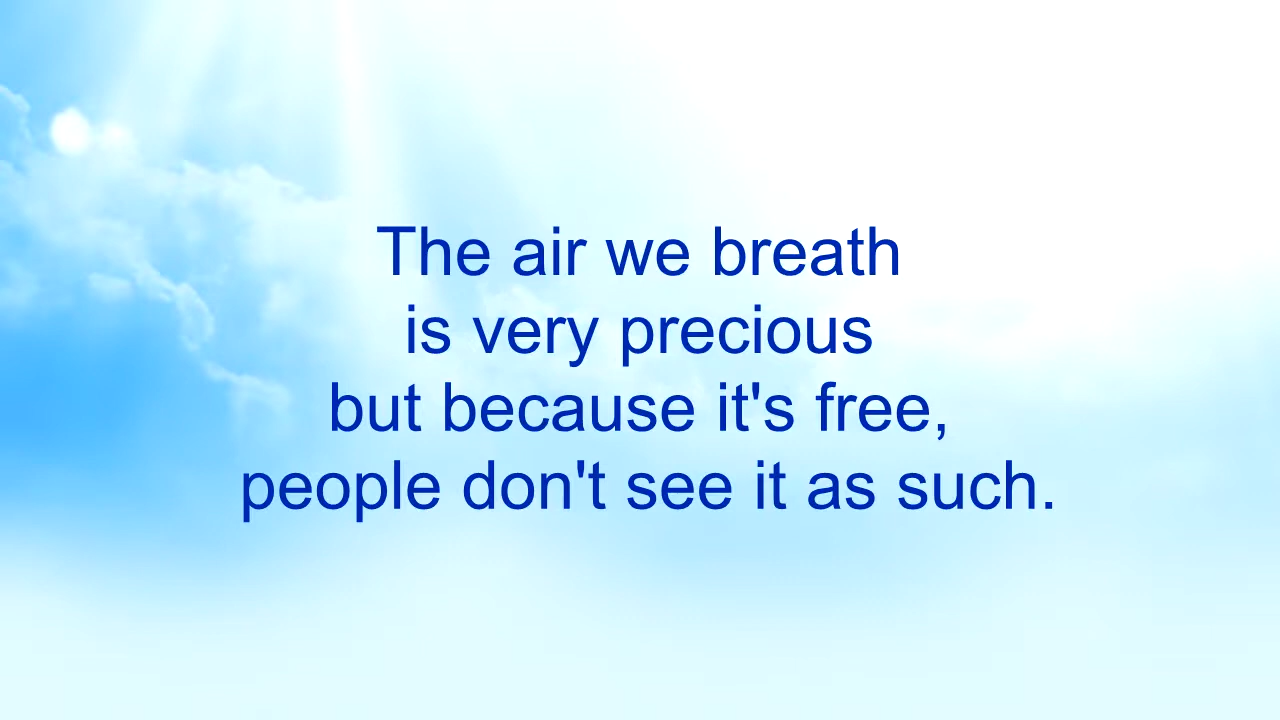 The air we breath
is very precious
but because it's free,
people don't see it as such.